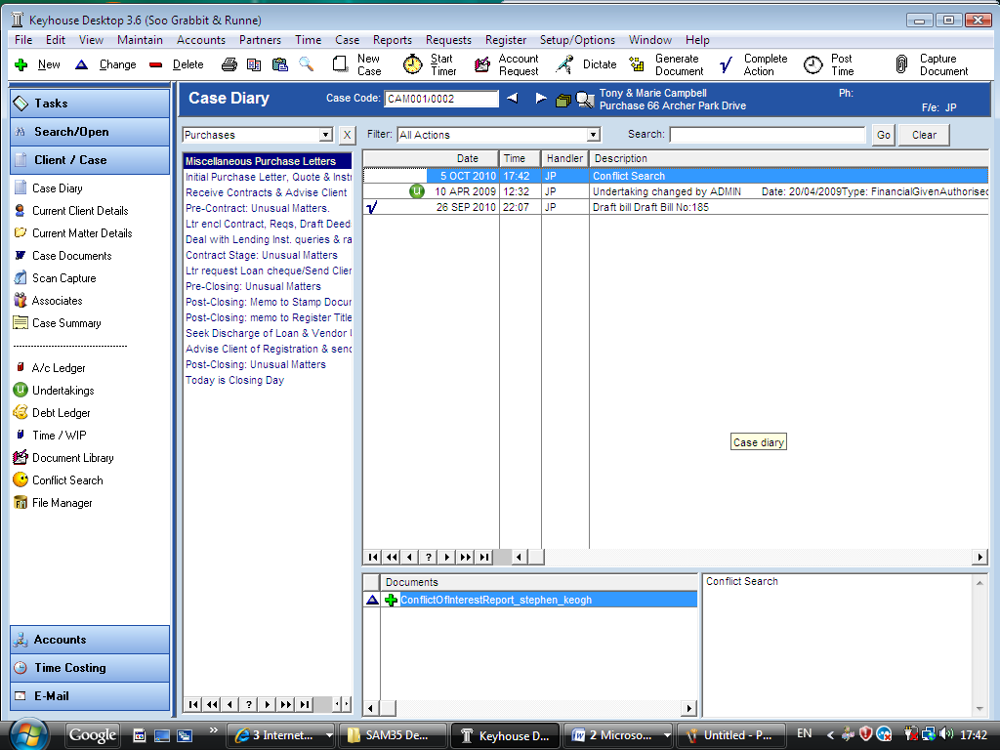 Keyhouse Desktop 3.6 (Soo Grabbit & Runne)
File Edit View Maintain Accounts Partners Time Case Reports Requests Register Setup/Options Window Help
New Change Delete New Case Start Timer Account Request Dictate Generate Document Complete Action Post Time Capture Document
Tasks
Search/Open
Client / Case
Case Diary
Current Client Details
Current Matter Details
Case Documents
Scan Capture
Associates
Case Summary
A/c Ledger
Undertakings
Debt Ledger
Time / WIP
Document Library
Conflict Search
File Manager
Accounts
Time Costing
E-Mail
Case Diary Case Code: CAM001/0002
Tony & Marie Campbell
Purchase 66 Archer Park Drive
Ph:
F/e: JP
Purchases X Filter: All Actions Search: Go Clear
Miscellaneous Purchase Letters
Initial Purchase Letter, Quote & Inst
Receive Contracts & Advise Client
Pre-Contract: Unusual Matters.
Ltr encl Contract, Reqs, Draft Deed
Deal with Lending Inst. queries & ra
Contract Stage: Unusual Matters
Ltr request Loan cheque/Send Clier
Pre-Closing: Unusual Matters
Post-Closing: Memo to Stamp Docur
Post-Closing: memo to Register Title
Seek Discharge of Loan & Vendor
Advise Client of Registration & senc
Post-Closing: Unusual Matters
Today is Closing Day
Date Time Handler Description
5 OCT 2010 17:42 JP Conflict Search
U 10 APR 2009 12:32 JP Undertaking changed by ADMIN Date: 20/04/2009Type: FinancialGivenAuthorised
26 SEP 2010 22:07 JP Draft bill Draft Bill No:185
Case diary
?
?
Documents
ConflictOfInterestReport_stephen_keogh
Conflict Search
Google » 3 Internet... SAM35 De... Keyhouse D... 2 Microso... Untitled - P... EN < 17:42